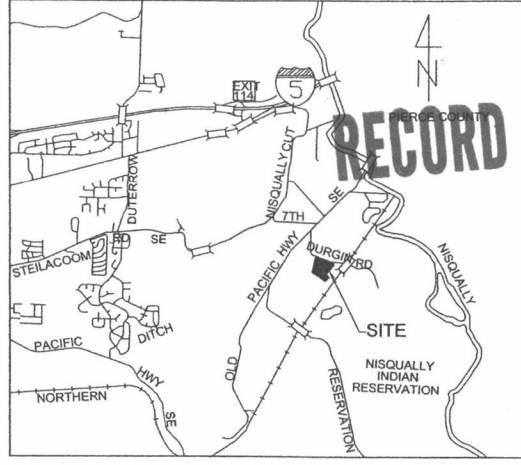 4
N
EXIT
114
5
PIERCE COUNTY
RECORD
DUTERROW
RD SE
NISQUALLY CUT
7TH
SE
STEILACOOM
PACIFIC HWY
DURGIN RD
NISQUALLY
DITCH
SITE
PACIFIC
HWY
SE
OLD
NISQUALLY
INDIAN
RESERVATION
NORTHERN
RESERVATION